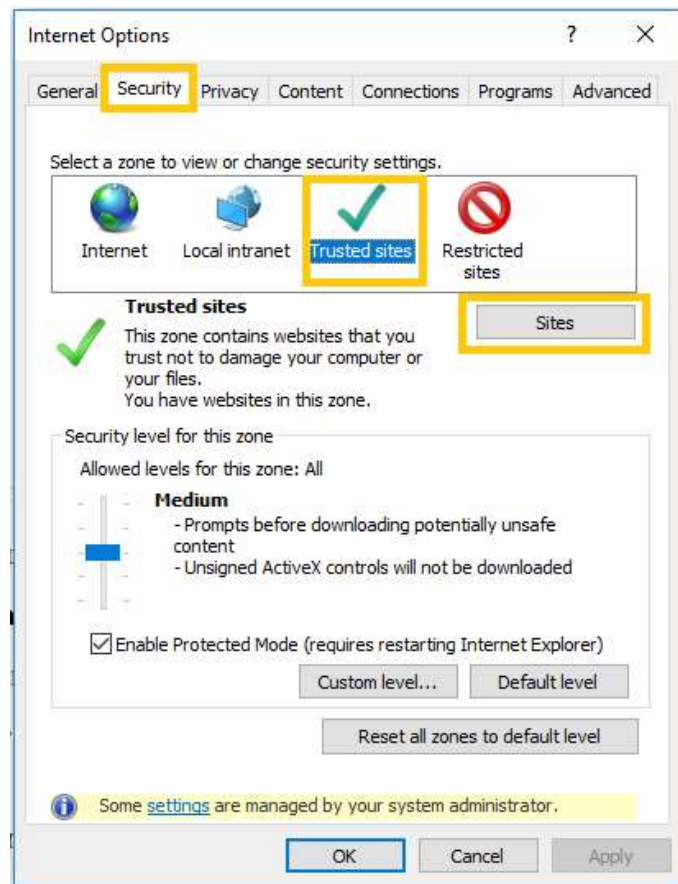 Internet Options
?
General Security Privacy Content Connections Programs Advanced
Select a zone to view or change security settings.
Internet
Local intranet
Trusted sites
Restricted
sites
Trusted sites
This zone contains websites that you
trust not to damage your computer or
your files.
You have websites in this zone.
Sites
Security level for this zone
Allowed levels for this zone: All
Medium
- Prompts before downloading potentially unsafe
content
- Unsigned ActiveX controls will not be downloaded
Enable Protected Mode (requires restarting Internet Explorer)
Custom level...
Default level
Reset all zones to default level
Some settings are managed by your system administrator.
OK
Cancel
Apply